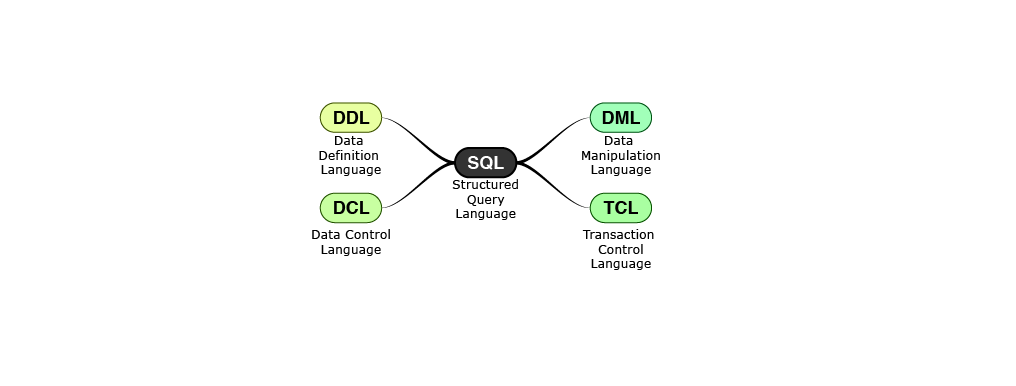 DDL
Data
Definition
Language
DCL
Data Control
Language
SQL
Structured
Query
Language
DML
Data
Manipulation
Language
TCL
Transaction
Control
Language